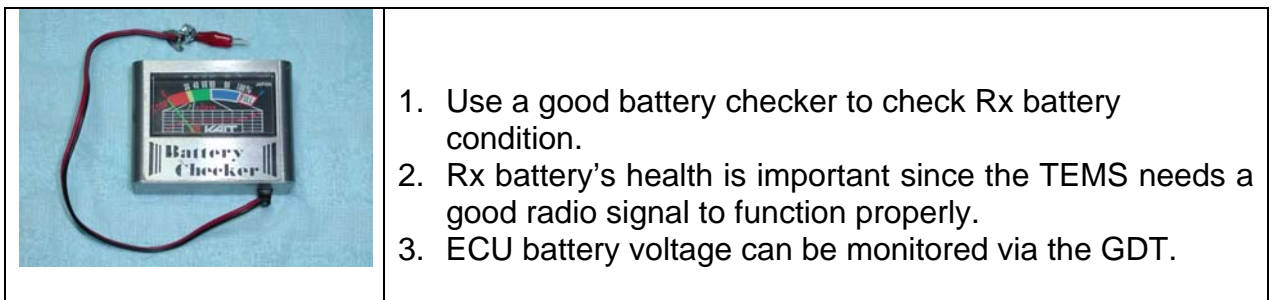 JAPAN
Battery
Checker
1. Use a good battery checker to check Rx battery
condition.
2. Rx battery's health is important since the TEMS needs a
good radio signal to function properly.
3. ECU battery voltage can be monitored via the GDT.